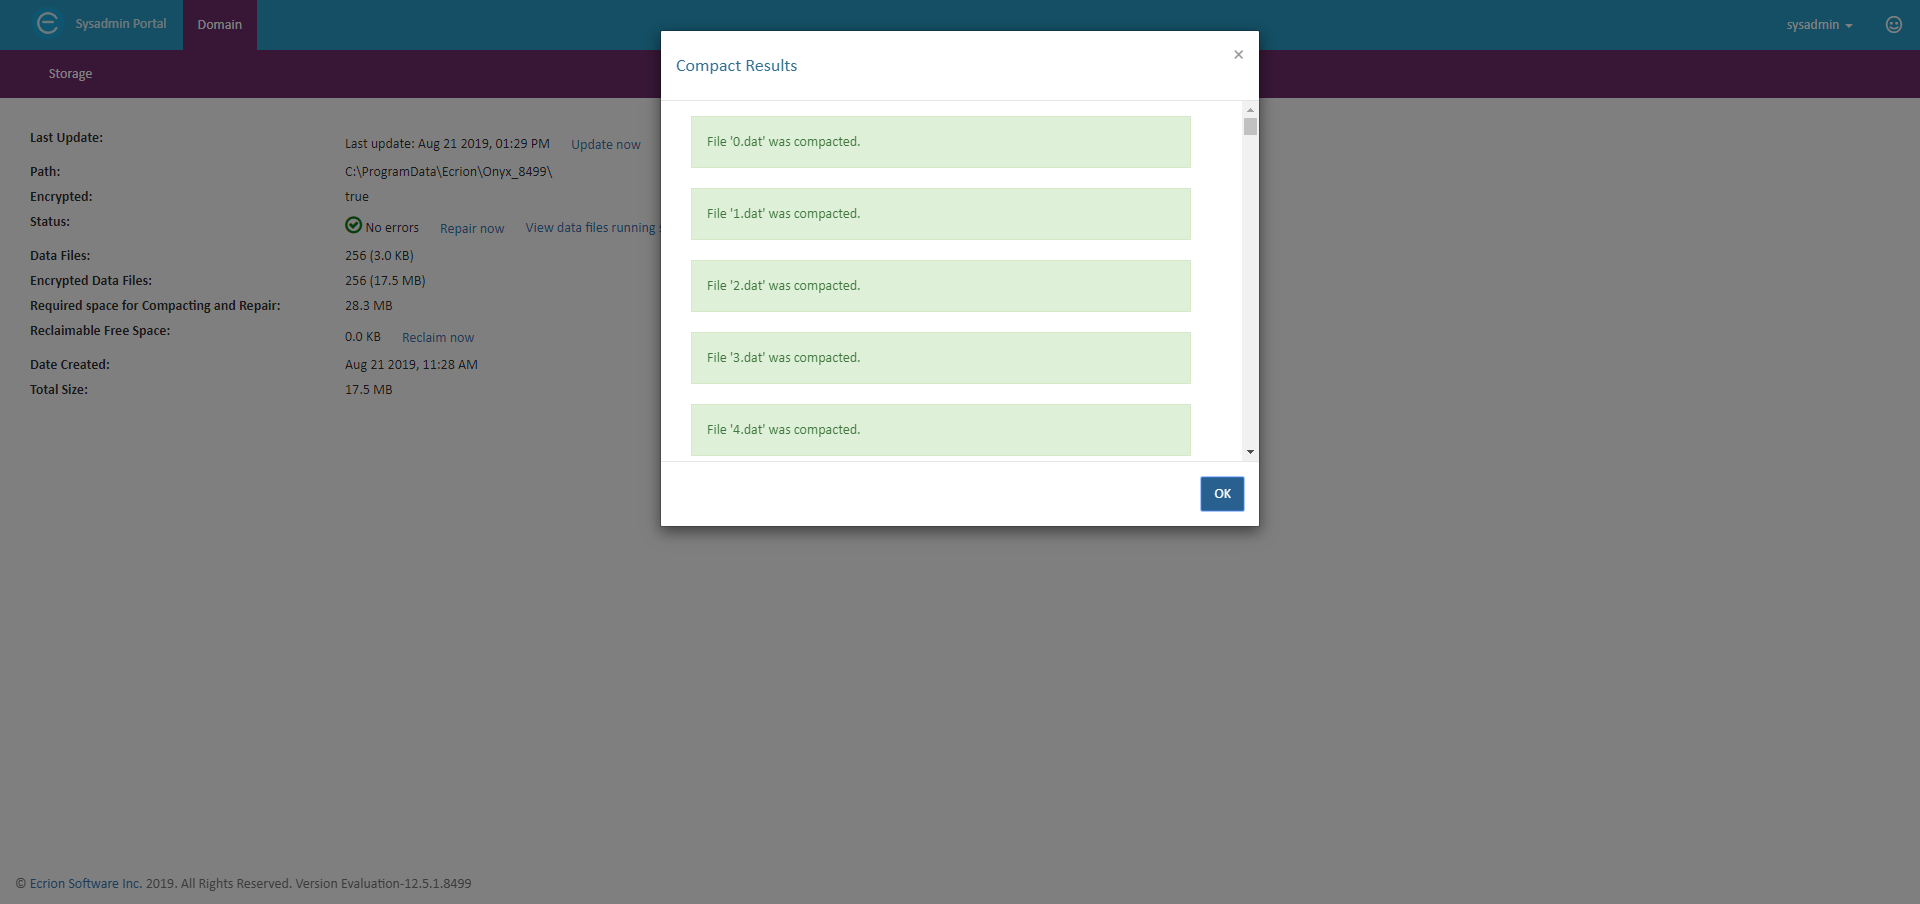 Sysadmin Portal
Domain
sysadmin
Storage
Compact Results
×
File '0.dat' was compacted.
File '1.dat' was compacted.
File '2.dat' was compacted.
File '3.dat' was compacted.
File '4.dat' was compacted.
OK
Last Update: Last update: Aug 21 2019, 01:29 PM Update now
Path: C:\ProgramData\Ecrion\Onyx_8499\
Encrypted: true
Status: No errors Repair now View data files running
Data Files: 256 (3.0 KB)
Encrypted Data Files: 256 (17.5 MB)
Required space for Compacting and Repair: 28.3 MB
Reclaimable Free Space: 0.0 KB Reclaim now
Date Created: Aug 21 2019, 11:28 AM
Total Size: 17.5 MB
© Ecrion Software Inc. 2019. All Rights Reserved. Version Evaluation-12.5.1.8499